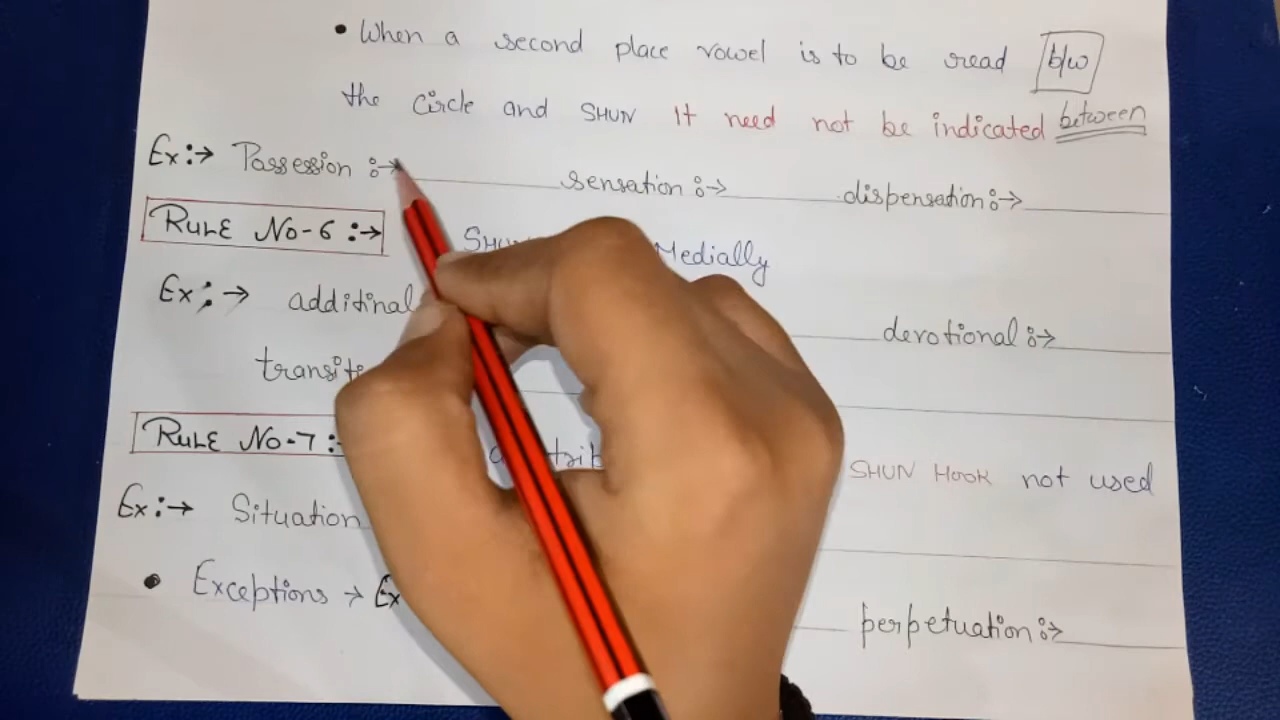 • When a second place vowel is to be read b/w
the circle and SHUN It need not be indicated between
Ex:→ Possession :→ sensation :→ dispensation :→
RULE No-6 :→ Medially
Ex:→ additinal devotional :→
RULE No-7 :- SHUN Hook not used
Ex:→ Situation
• Exceptions → Ex
perpetuation :→